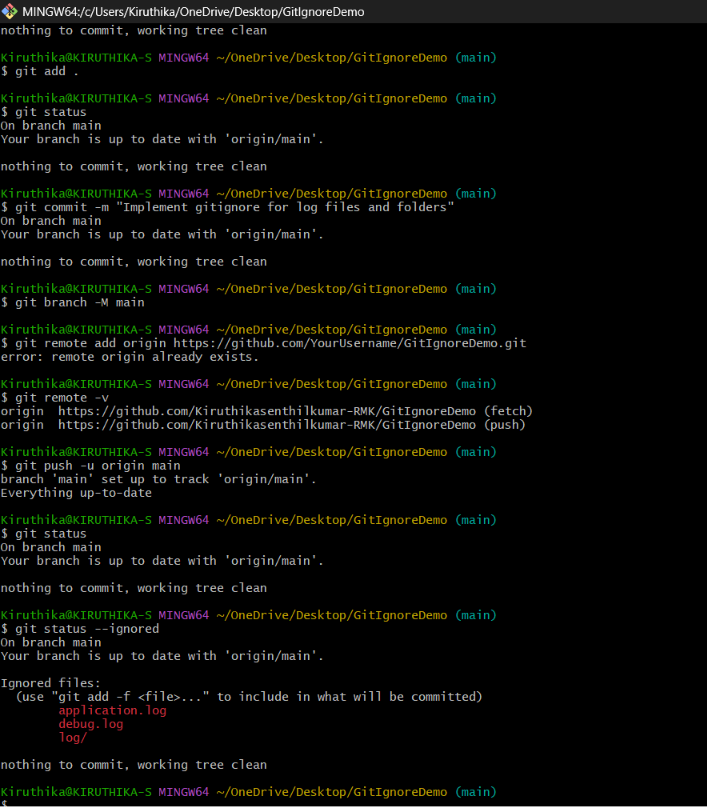 MINGW64:/c/Users/Kiruthika/OneDrive/Desktop/GitIgnoreDemo
nothing to commit, working tree clean
Kiruthika@KIRUTHIKA-S MINGW64 ~/OneDrive/Desktop/GitIgnoreDemo (main)
$ git add .
Kiruthika@KIRUTHIKA-S MINGW64 ~/OneDrive/Desktop/GitIgnoreDemo (main)
$ git status
On branch main
Your branch is up to date with 'origin/main'.
nothing to commit, working tree clean
Kiruthika@KIRUTHIKA-S MINGW64 ~/OneDrive/Desktop/GitIgnoreDemo (main)
$ git commit -m "Implement gitignore for log files and folders"
On branch main
Your branch is up to date with 'origin/main'.
nothing to commit, working tree clean
Kiruthika@KIRUTHIKA-S MINGW64 ~/OneDrive/Desktop/GitIgnoreDemo (main)
$ git branch -M main
Kiruthika@KIRUTHIKA-S MINGW64 ~/OneDrive/Desktop/GitIgnoreDemo (main)
$ git remote add origin https://github.com/YourUsername/GitIgnoreDemo.git
error: remote origin already exists.
Kiruthika@KIRUTHIKA-S MINGW64 ~/OneDrive/Desktop/GitIgnoreDemo (main)
$ git remote -v
origin  https://github.com/Kiruthikasenthilkumar-RMK/GitIgnoreDemo (fetch)
origin  https://github.com/Kiruthikasenthilkumar-RMK/GitIgnoreDemo (push)
Kiruthika@KIRUTHIKA-S MINGW64 ~/OneDrive/Desktop/GitIgnoreDemo (main)
$ git push -u origin main
branch 'main' set up to track 'origin/main'.
Everything up-to-date
Kiruthika@KIRUTHIKA-S MINGW64 ~/OneDrive/Desktop/GitIgnoreDemo (main)
$ git status
On branch main
Your branch is up to date with 'origin/main'.
nothing to commit, working tree clean
Kiruthika@KIRUTHIKA-S MINGW64 ~/OneDrive/Desktop/GitIgnoreDemo (main)
$ git status --ignored
On branch main
Your branch is up to date with 'origin/main'.
Ignored files:
  (use "git add -f <file>..." to include in what will be committed)
        application.log
        debug.log
        log/
nothing to commit, working tree clean
Kiruthika@KIRUTHIKA-S MINGW64 ~/OneDrive/Desktop/GitIgnoreDemo (main)
$